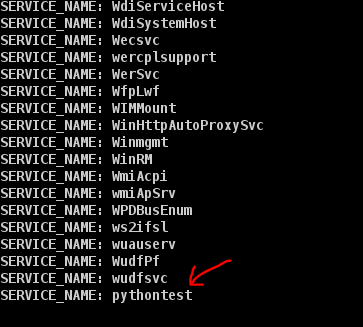 SERVICE_NAME: WdiServiceHost
SERVICE_NAME: WdiSystemHost
SERVICE_NAME: Wecsvc
SERVICE_NAME: wercplsupport
SERVICE_NAME: WerSvc
SERVICE_NAME: WfpLwf
SERVICE_NAME: WIMMount
SERVICE_NAME: WinHttpAutoProxySvc
SERVICE_NAME: Winmgmt
SERVICE_NAME: WinRM
SERVICE_NAME: WmiAcpi
SERVICE_NAME: wmiApSrv
SERVICE_NAME: WPDBusEnum
SERVICE_NAME: ws2ifsl
SERVICE_NAME: wuauserv
SERVICE_NAME: WudfPf
SERVICE_NAME: wudfsvc
SERVICE_NAME: pythontest